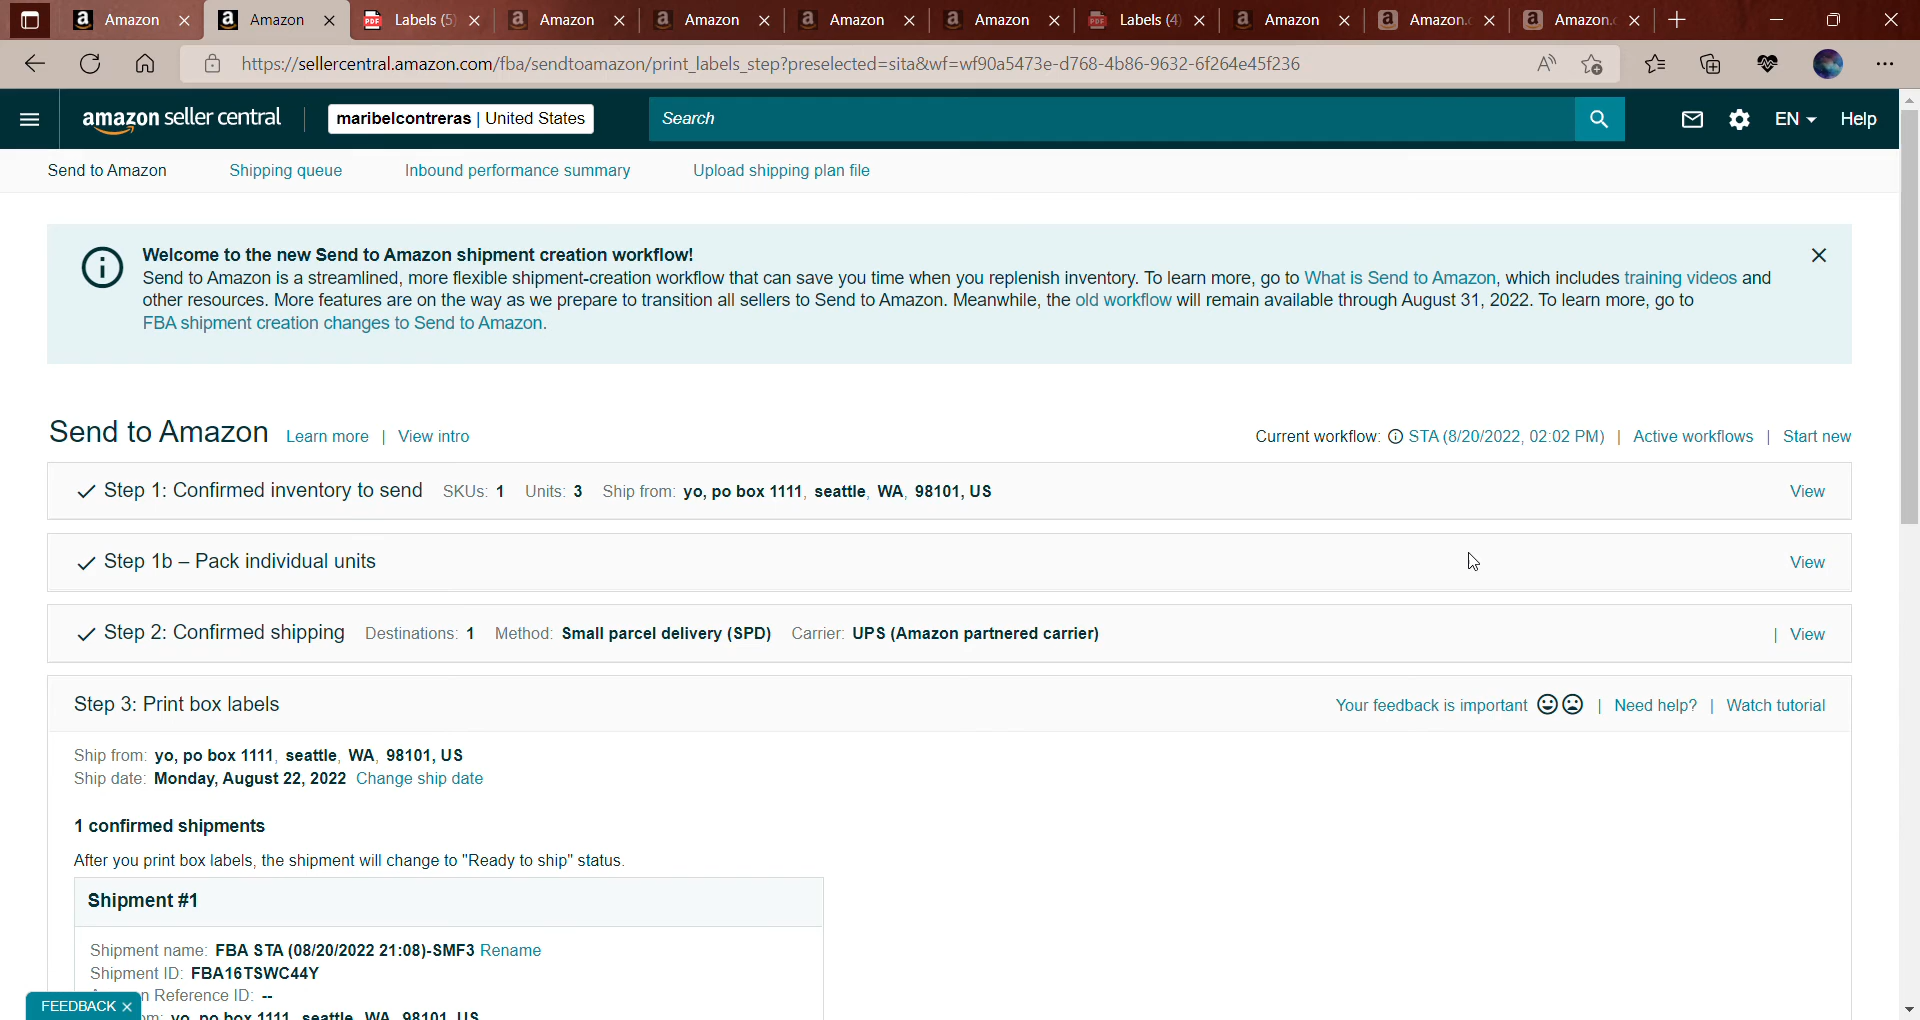 Amazon Amazon Labels (5) Amazon Amazon Amazon Amazon Labels (4) Amazon Amazon. Amazon.
https://sellercentral.amazon.com/fba/sendtoamazon/print_labels_step?preselected=sita&wf=wf90a5473e-d768-4b86-9632-6f264e45f236
amazon seller central maribelcontreras | United States Search EN Help
Send to Amazon Shipping queue Inbound performance summary Upload shipping plan file
Welcome to the new Send to Amazon shipment creation workflow!
Send to Amazon is a streamlined, more flexible shipment-creation workflow that can save you time when you replenish inventory. To learn more, go to What is Send to Amazon, which includes training videos and
other resources. More features are on the way as we prepare to transition all sellers to Send to Amazon. Meanwhile, the old workflow will remain available through August 31, 2022. To learn more, go to
FBA shipment creation changes to Send to Amazon.
Send to Amazon Learn more | View intro Current workflow: STA (8/20/2022, 02:02 PM) | Active workflows | Start new
Step 1: Confirmed inventory to send SKUs: 1 Units: 3 Ship from: yo, po box 1111, seattle, WA, 98101, US View
Step 1b – Pack individual units View
Step 2: Confirmed shipping Destinations: 1 Method: Small parcel delivery (SPD) Carrier: UPS (Amazon partnered carrier) | View
Step 3: Print box labels Your feedback is important | Need help? | Watch tutorial
Ship from: yo, po box 1111, seattle, WA, 98101, US
Ship date: Monday, August 22, 2022 Change ship date
1 confirmed shipments
After you print box labels, the shipment will change to "Ready to ship" status.
Shipment #1
Shipment name: FBA STA (08/20/2022 21:08)-SMF3 Rename
Shipment ID: FBA16TSWC44Y
n Reference ID: --
FEEDBACK
om: yo, po box 1111, seattle, WA, 98101, US